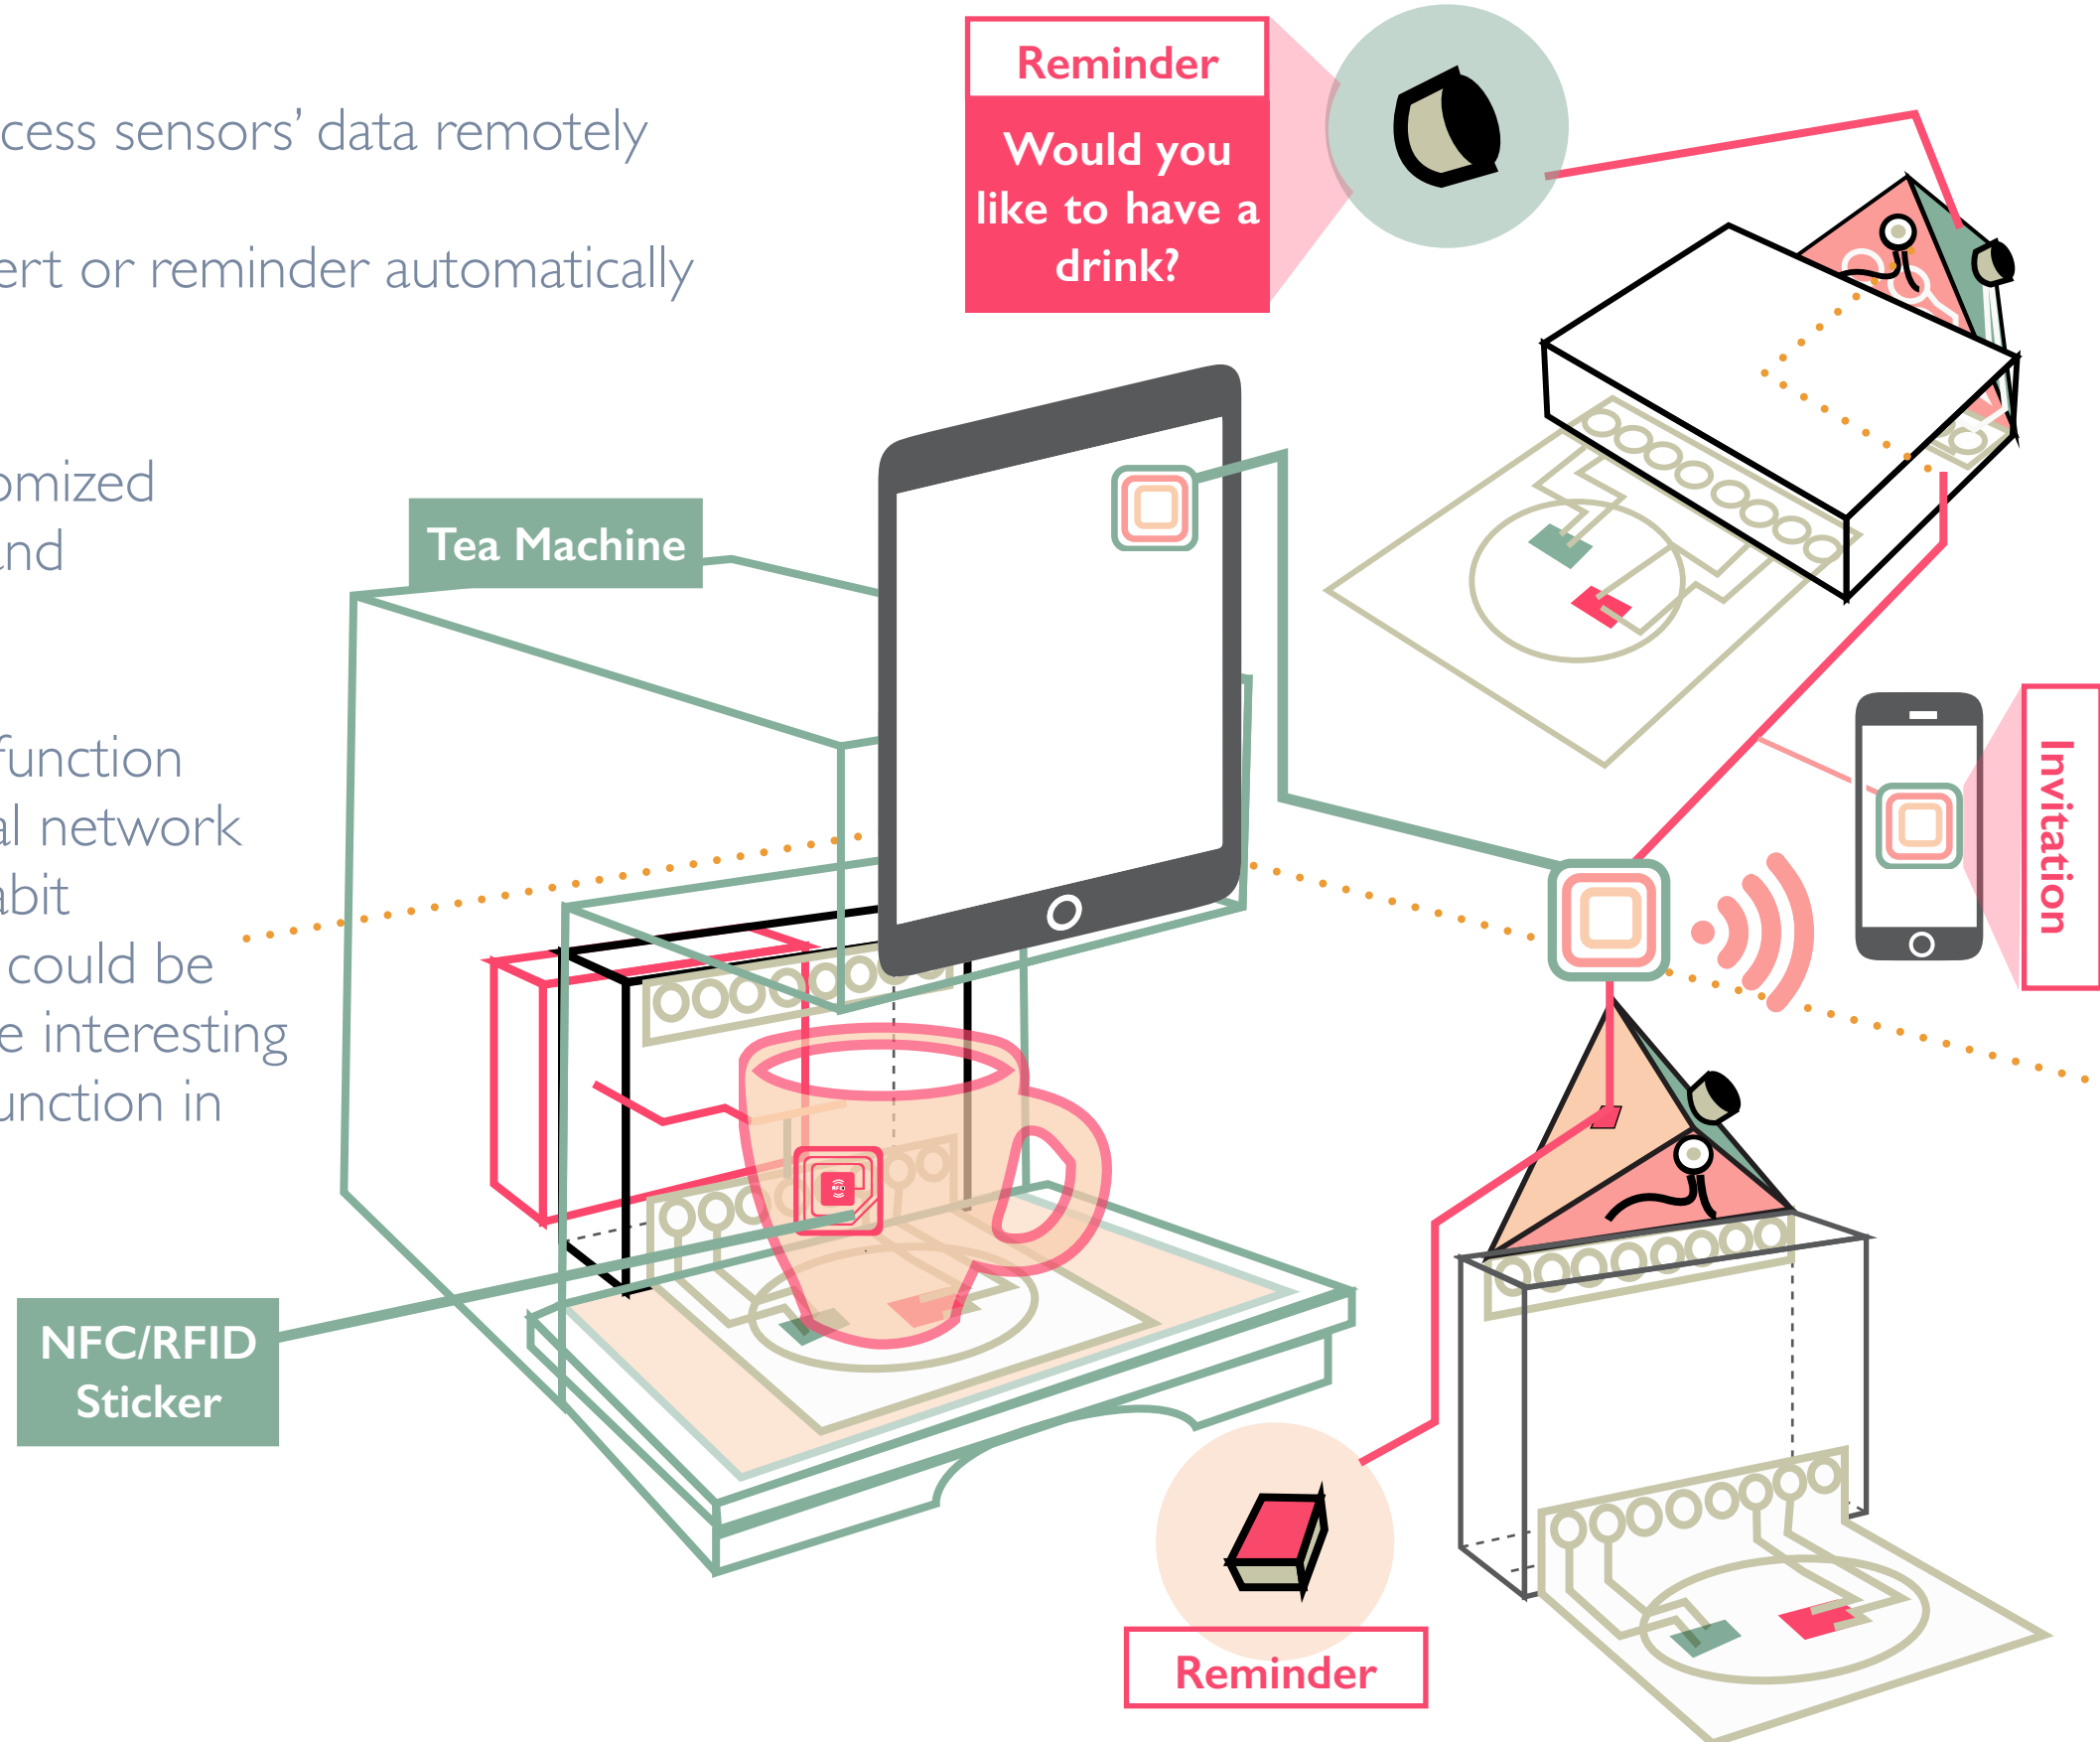 cess sensors’ data remotely
ert or reminder automatically
omized
nd
function
al network
abit
could be
e interesting
unction in
Reminder
Would you
like to have a
drink?
Tea Machine
Invitation
RFID
NFC/RFID
Sticker
Reminder